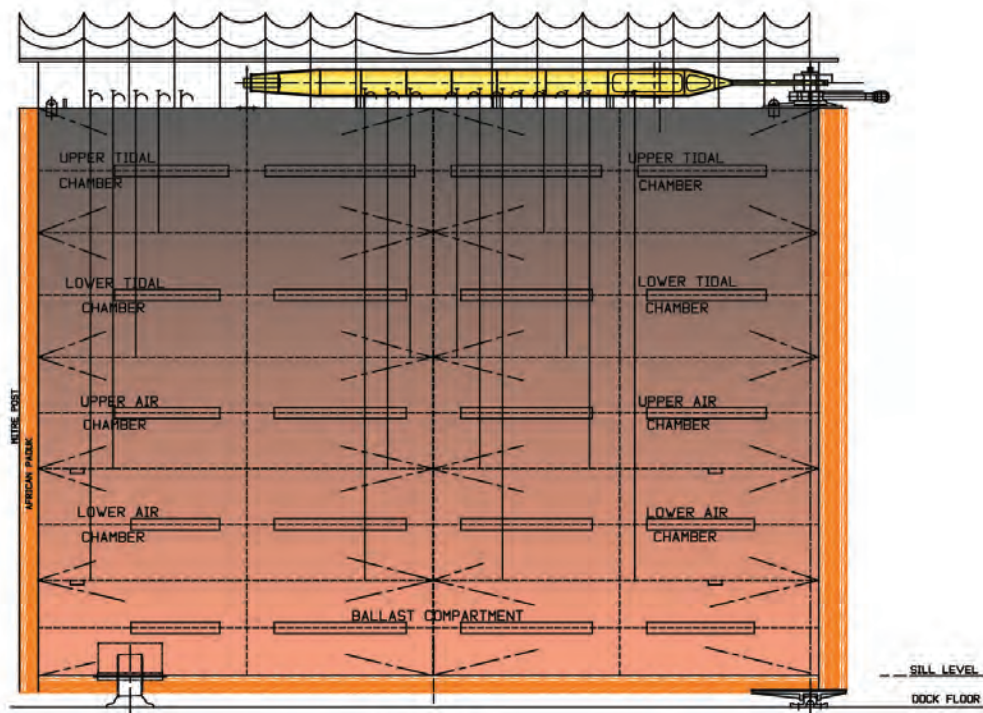 UPPER TIDAL
CHAMBER
UPPER TIDAL
CHAMBER
LOWER TIDAL
CHAMBER
LOWER TIDAL
CHAMBER
UPPER AIR
CHAMBER
UPPER AIR
CHAMBER
MITRE POST
AFRICAN PADUK
LOWER AIR
CHAMBER
LOWER AIR
CHAMBER
BALLAST COMPARTMENT
SILL LEVEL
DOCK FLOOR